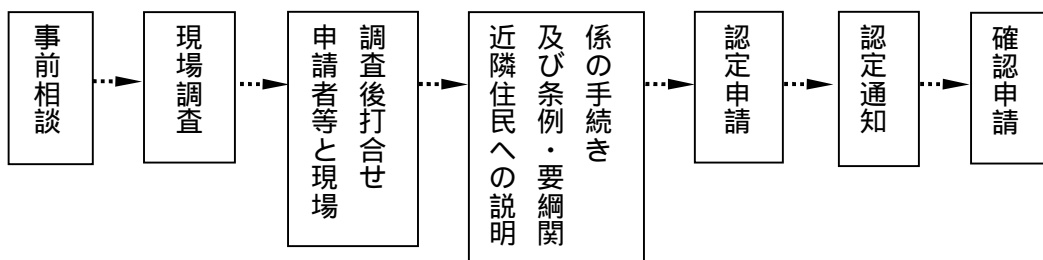 事前相談
現場調査
申請者等と現場
調査後打合せ
近隣住民への説明
及び条例・要綱関
係の手続き
認定申請
認定通知
確認申請